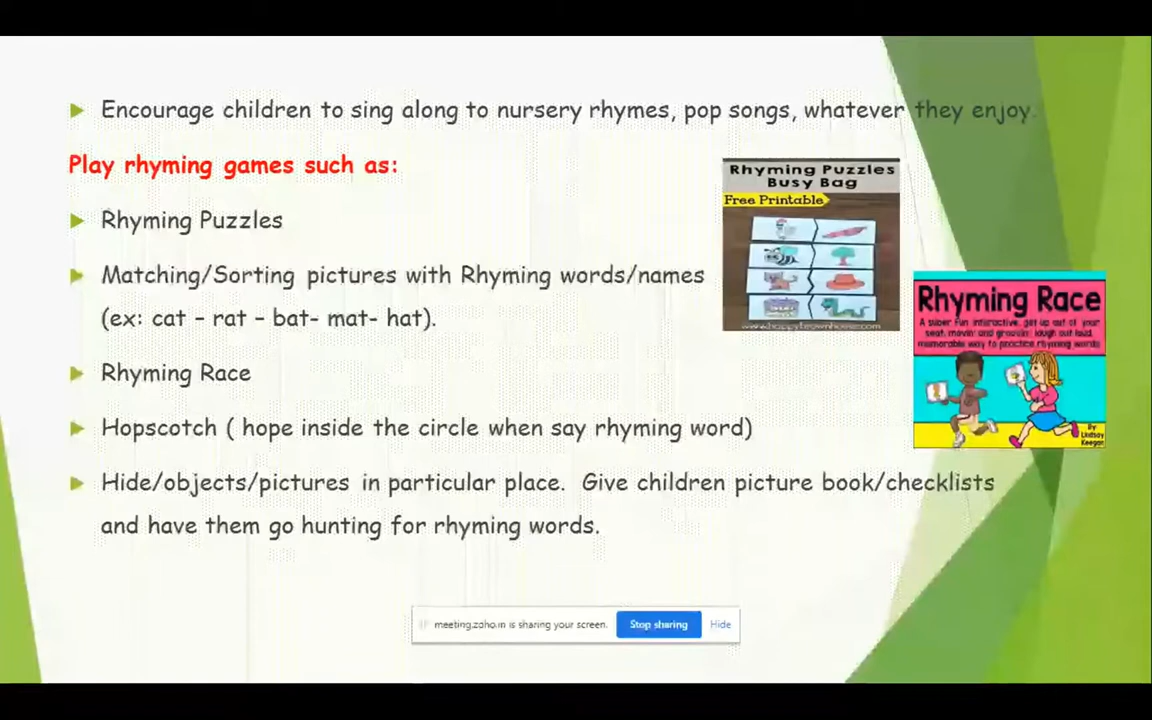 Encourage children to sing along to nursery rhymes, pop songs, whatever they enjoy.
Play rhyming games such as:
Rhyming Puzzles
Matching/Sorting pictures with Rhyming words/names
(ex: cat – rat – bat- mat- hat).
Rhyming Race
Hopscotch ( hope inside the circle when say rhyming word)
Hide/objects/pictures in particular place. Give children picture book/checklists
and have them go hunting for rhyming words.
Rhyming Puzzles
Busy Bag
Free Printable
www.happybrownhouse.com
Rhyming Race
A super fun interactive, get up out of your
seat, movin' and groovin', laugh out loud,
memorable way to practice rhyming words
By
Lindsay
Keegan
meeting.zoho.in is sharing your screen.
Stop sharing
Hide